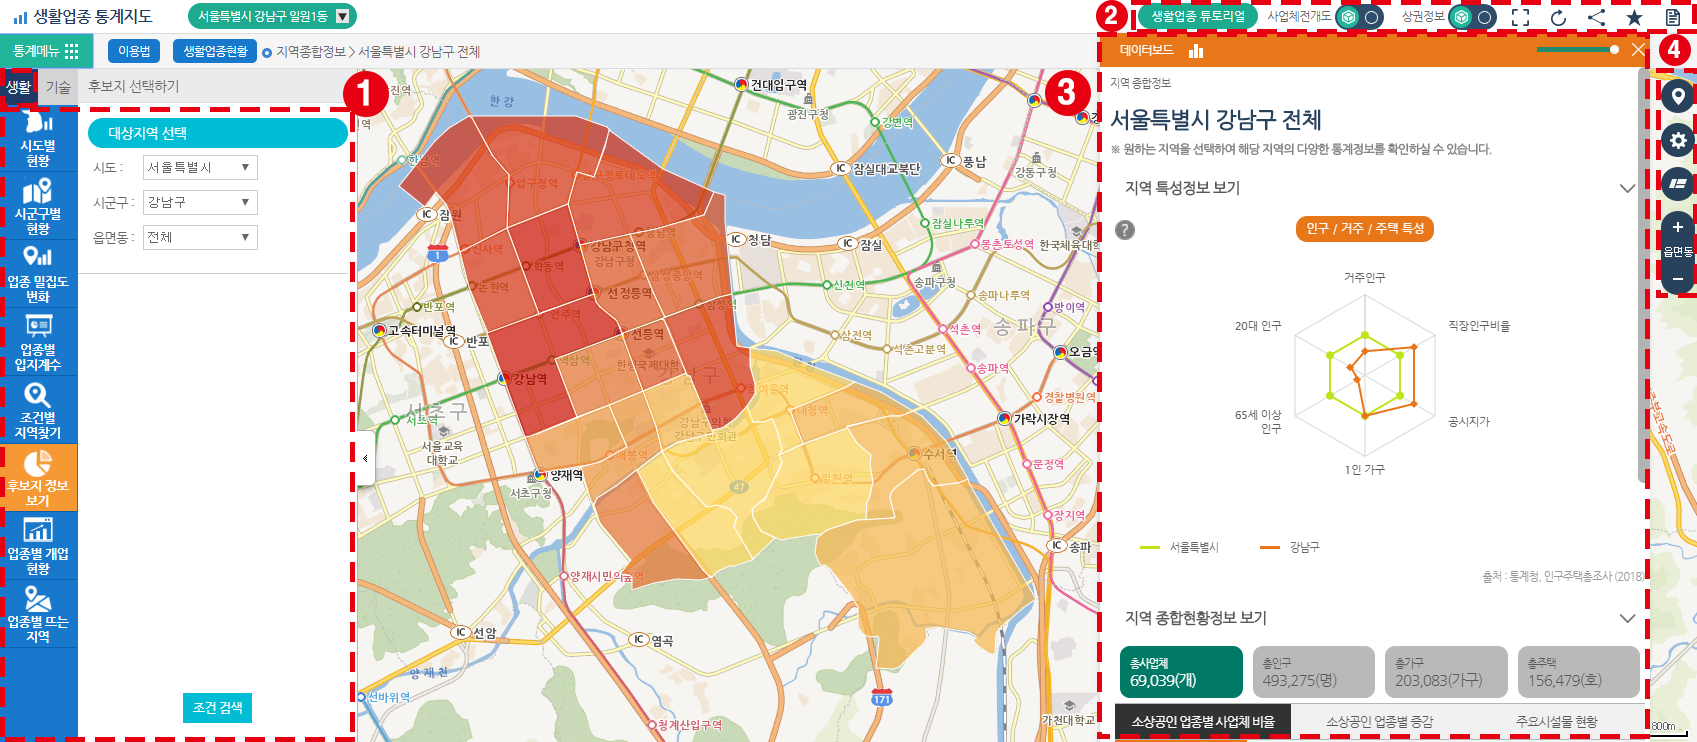 생활업종 통계지도
서울특별시 강남구 일원1동 ▼
2
생활업종 튜토리얼
사업체전개도
상권정보
통계메뉴
이용법
생활업종현황
지역종합정보 > 서울특별시 강남구 전체
데이터보드
4
생활
기술
후보지 선택하기
1
3
대상지역 선택
시도 :
서울특별시 ▼
시군구 :
강남구 ▼
읍면동 :
전체 ▼
조건 검색
시도별
현황
시군구별
현황
업종 밀집도
변화
업종별
입지계수
조건별
지역찾기
후보지 정보
보기
업종별 개업
현황
업종별 뜨는
지역
한강
건대입구역
광진구청
강변역
잠실대교북단
IC
풍납
IC
강동구청
한남역
압구정역
IC 잠원
신사역
강남구청역
강남구청
IC 청담
IC 잠실
잠실나루역
몽촌토성역
한국체육대학
학동역
논현역
선정릉역
삼성중앙역
삼성역
신천역
송파구청
송파나루역
방이역
반포역
고속터미널역
IC 반포
언주역
선릉역
역삼역
강남역
강남구
삼전역
석촌역
석촌고분역
송파구
오금역
송파역
서초구
서울교육
대학교
대청역
강남구의회
경찰병원역
가락시장역
매봉역
양재역
서초구청
일원역
수서역
문정역
47
장지역
IC 송파
양재시민의숲역
IC 선암
IC 염곡
양재천
선바위역
청계산입구역
171
1
가천대학교
지역 종합정보
서울특별시 강남구 전체
※ 원하는 지역을 선택하여 해당 지역의 다양한 통계정보를 확인하실 수 있습니다.
지역 특성정보 보기
?
인구 / 거주 / 주택 특성
거주인구
20대 인구
직장인구비율
65세 이상
인구
공시지가
1인 가구
서울특별시
강남구
출처 : 통계청, 인구주택총조사 (2018)
지역 종합현황정보 보기
총사업체
69,039(개)
총인구
493,275(명)
총가구
203,083(가구)
총주택
156,479(호)
소상공인 업종별 사업체 비율
소상공인 업종별 증감
주요시설물 현황
+
읍면동
−
800m